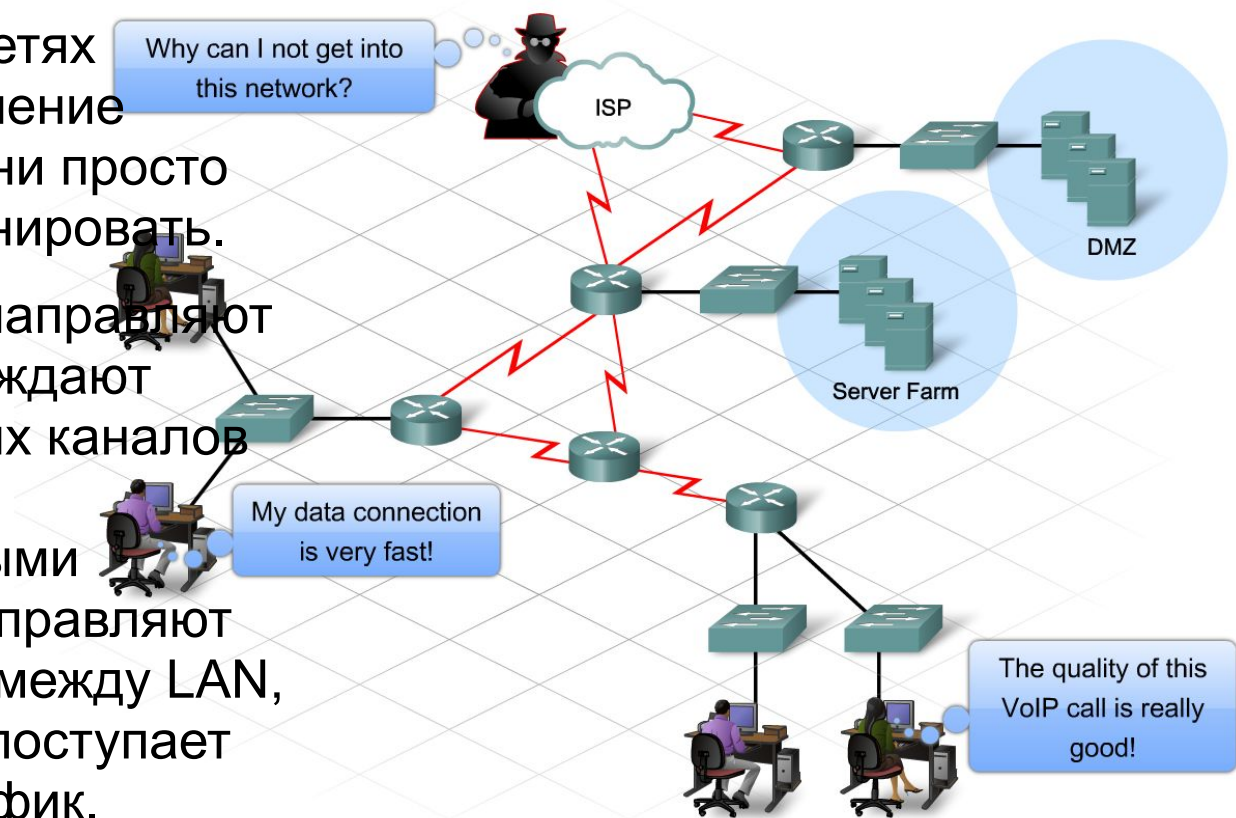 етях
ение
ни просто
нировать.
направляют
ждают
их каналов
ыми
правляют
между LAN,
поступает
фик.
Why can I not get into
this network?
ISP
DMZ
Server Farm
My data connection
is very fast!
The quality of this
VoIP call is really
good!